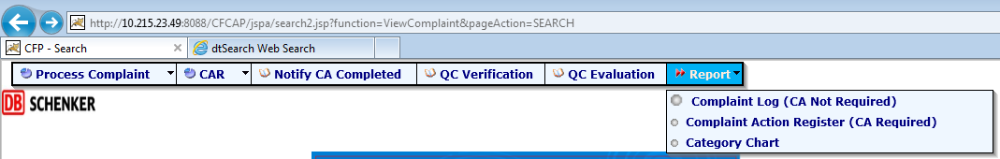 http://10.215.23.49:8088/CFCAP/jspa/search2.jsp?function=ViewComplaint&pageAction=SEARCH
CFP - Search dtSearch Web Search
Process Complaint CAR Notify CA Completed QC Verification QC Evaluation Report
DB SCHENKER
Complaint Log (CA Not Required)
Complaint Action Register (CA Required)
Category Chart